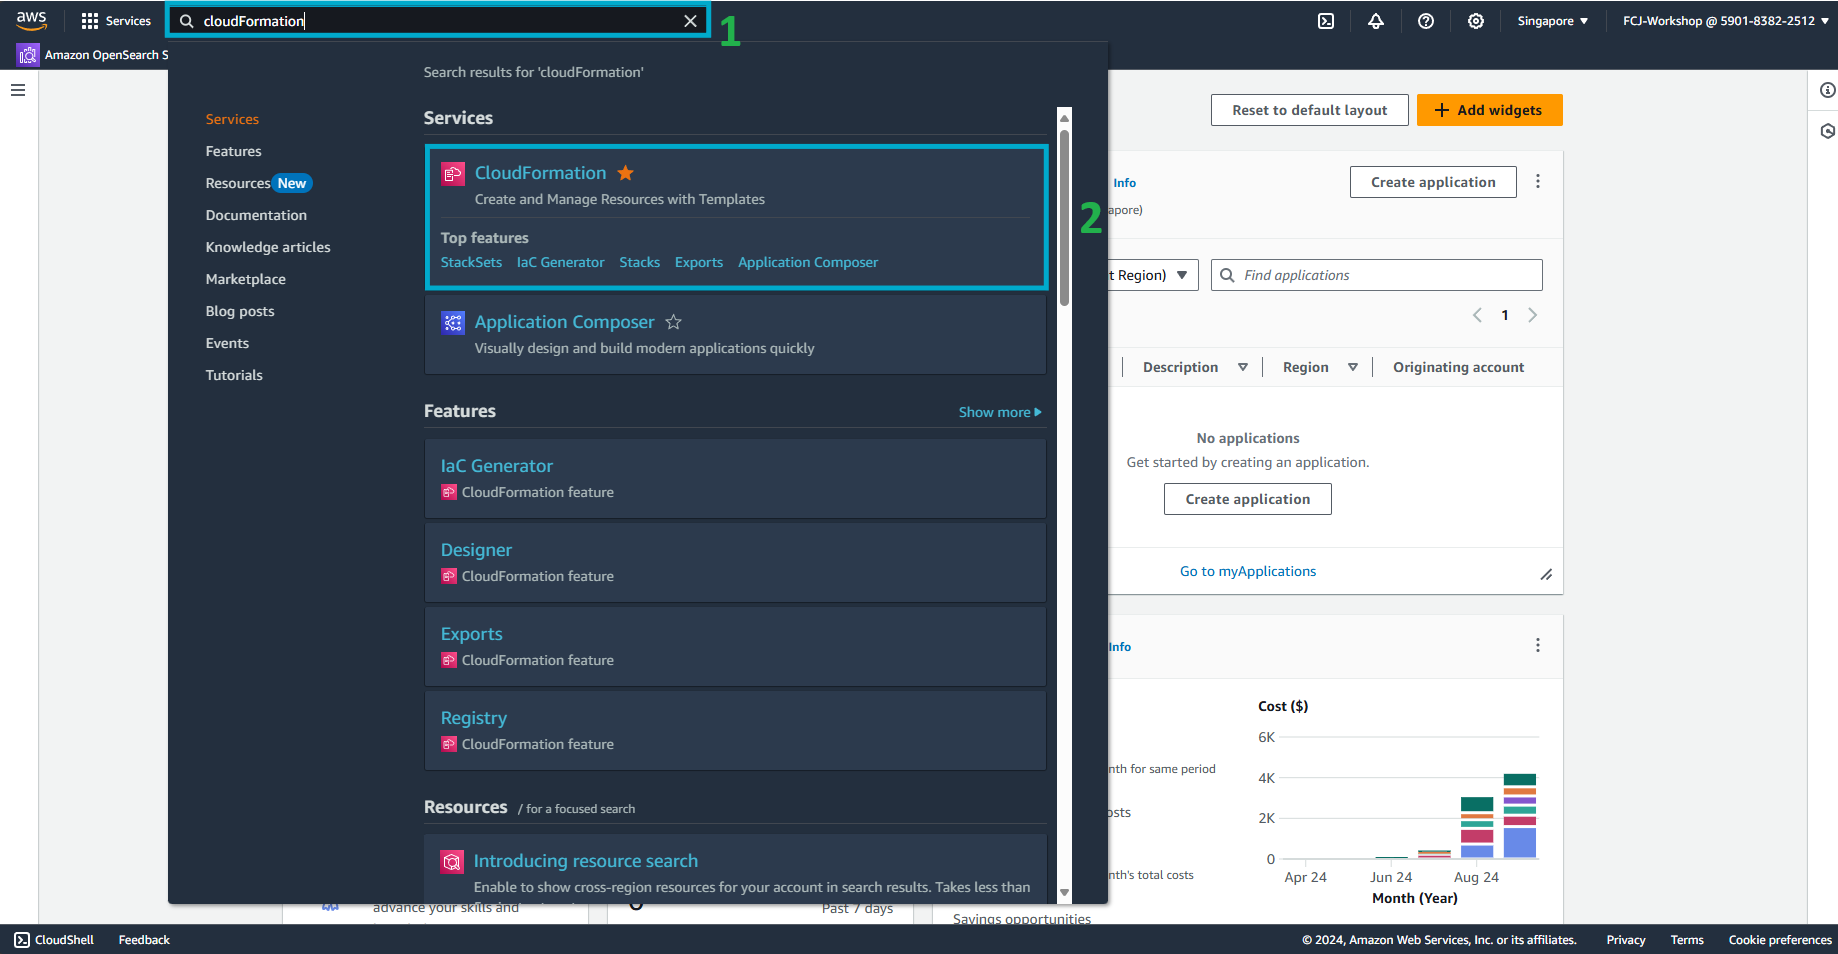 aws
Services
cloudFormation
1
Singapore
FCJ-Workshop @ 5901-8382-2512
Amazon OpenSearch S
Search results for 'cloudFormation'
Services
Features
Resources New
Documentation
Knowledge articles
Marketplace
Blog posts
Events
Tutorials
Services
CloudFormation
Create and Manage Resources with Templates
Top features
StackSets IaC Generator Stacks Exports Application Composer
2
Application Composer
Visually design and build modern applications quickly
Features
Show more
IaC Generator
CloudFormation feature
Designer
CloudFormation feature
Exports
CloudFormation feature
Registry
CloudFormation feature
Resources / for a focused search
Introducing resource search
Enable to show cross-region resources for your account in search results. Takes less than
Reset to default layout
Add widgets
Info
apore)
Create application
t Region)
Find applications
1
Description Region Originating account
No applications
Get started by creating an application.
Create application
Go to myApplications
Info
nth for same period
osts
nth's total costs
Cost ($)
6K
4K
2K
0
Apr 24 Jun 24 Aug 24
Month (Year)
advance your skills and
Past 7 days
Savings opportunities
CloudShell Feedback
© 2024, Amazon Web Services, Inc. or its affiliates. Privacy Terms Cookie preferences